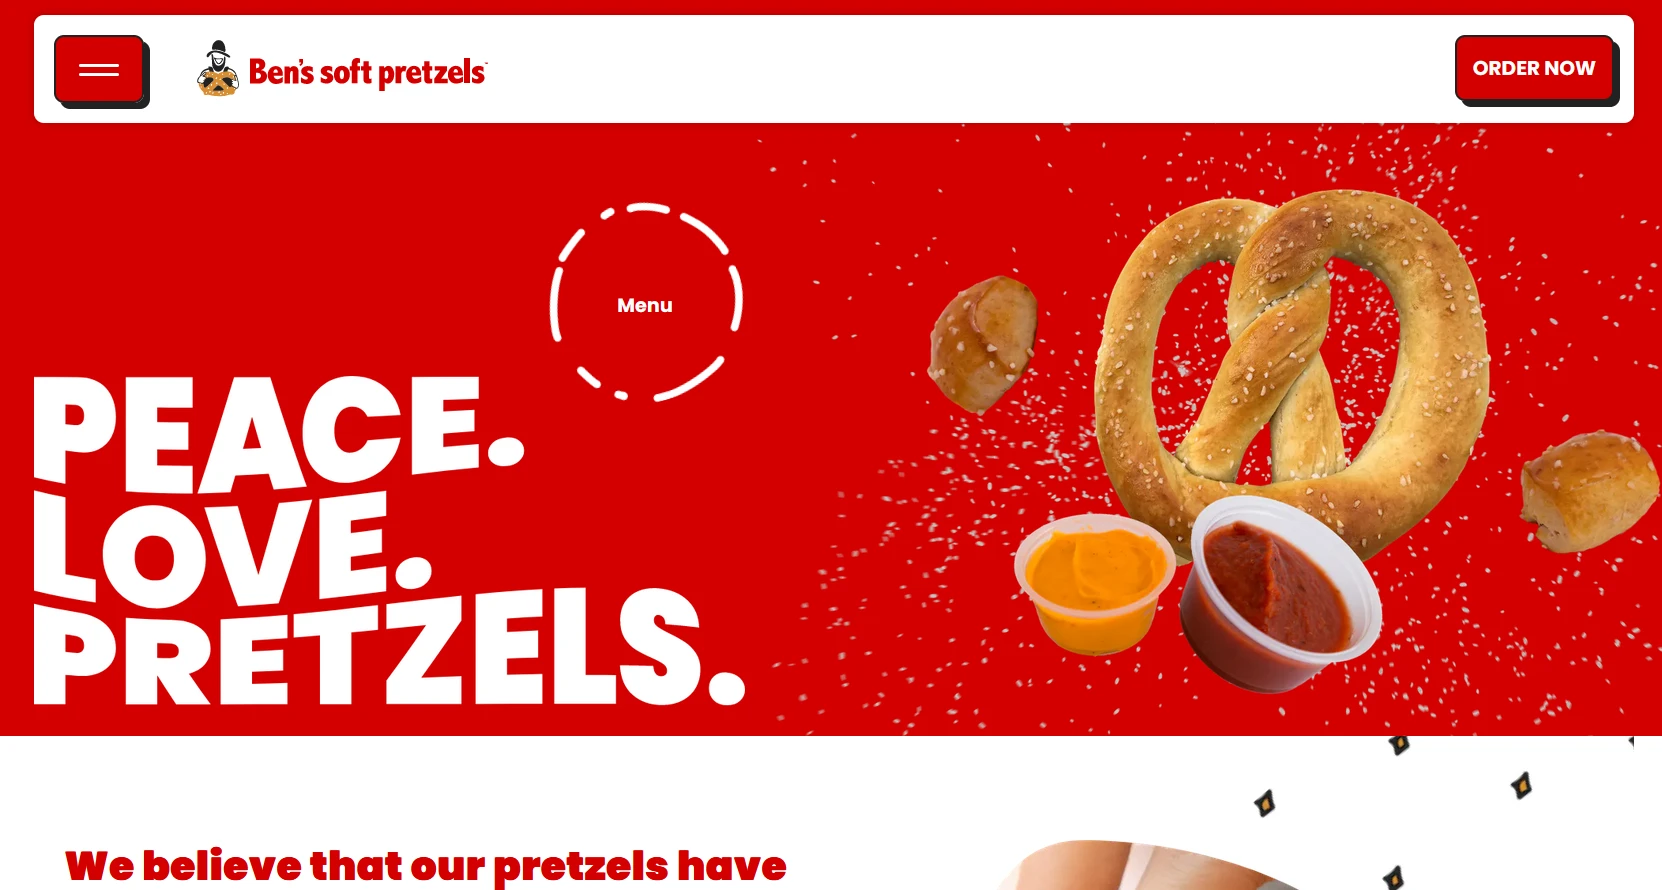 Ben's soft pretzels
ORDER NOW
Menu
PEACE.
LOVE.
PRETZELS.
We believe that our pretzels have